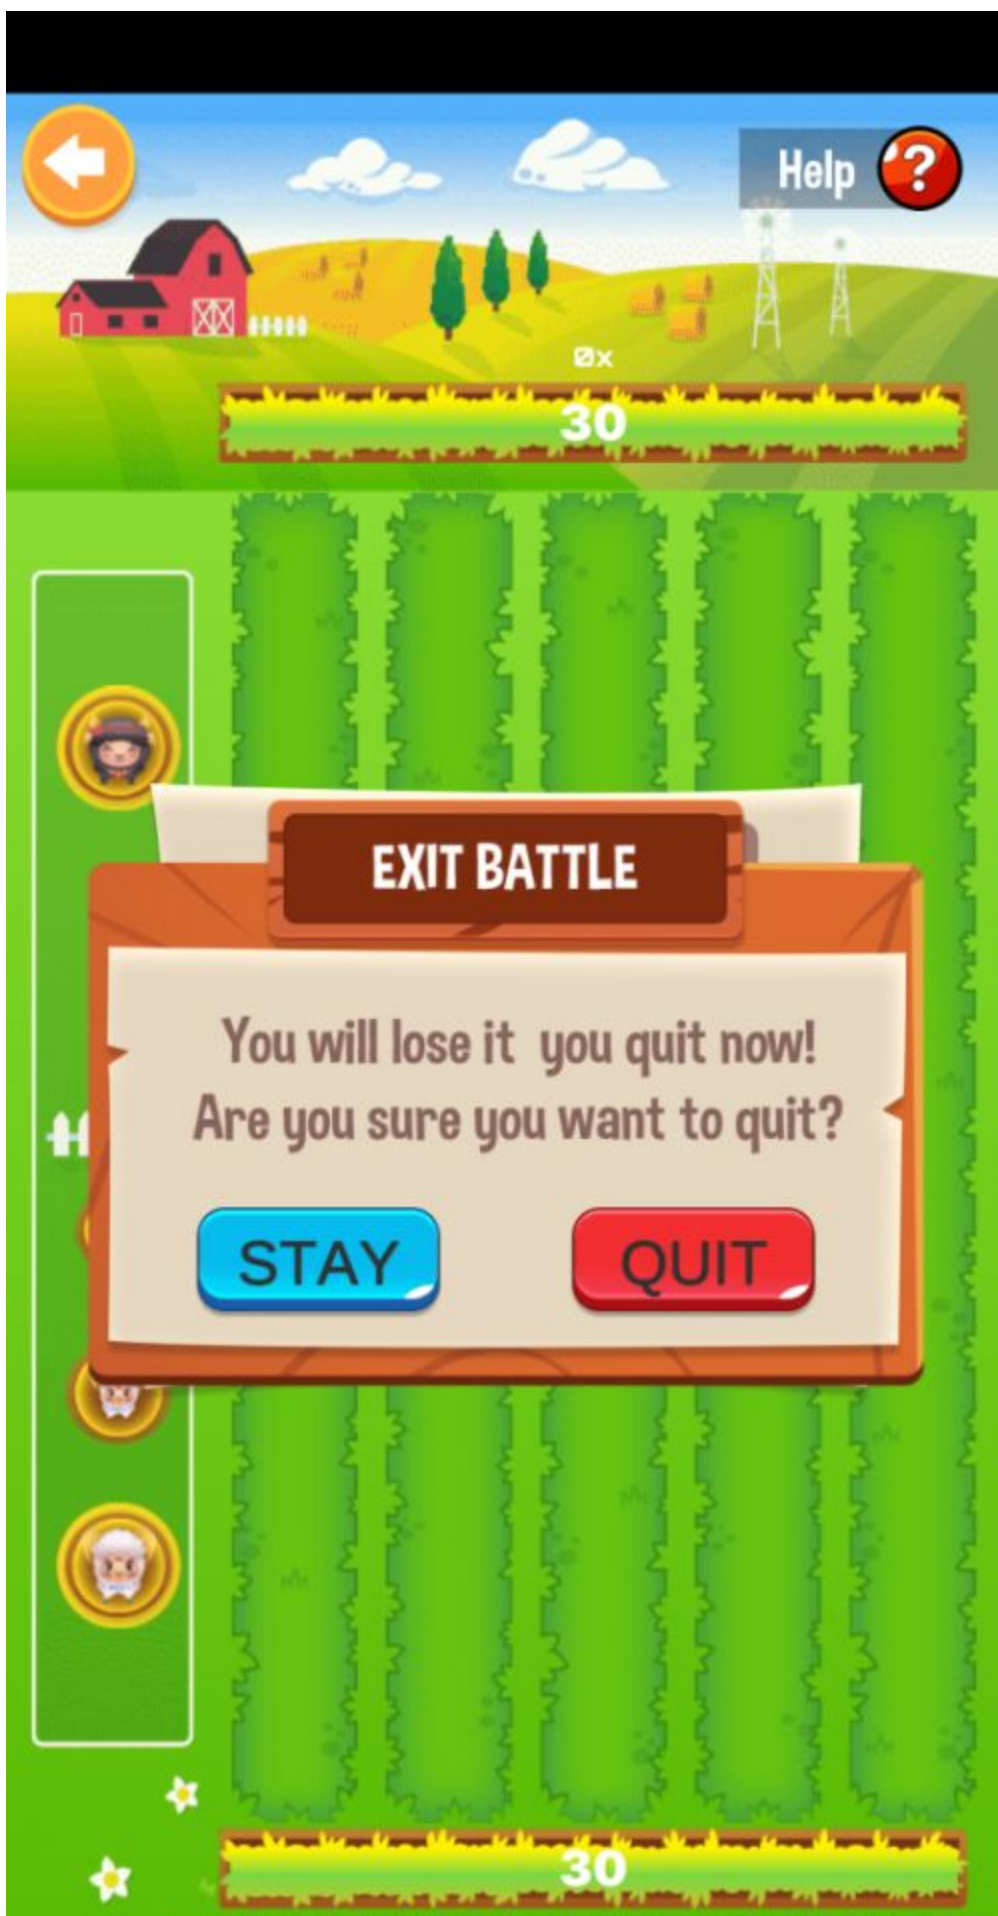 Help ?
0x
30
EXIT BATTLE
You will lose it you quit now!
Are you sure you want to quit?
STAY
QUIT
30